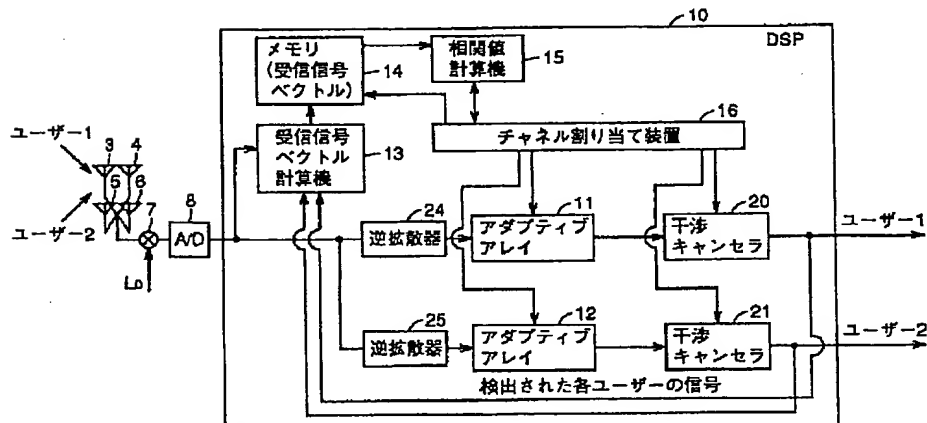 10
DSP
メモリ
(受信信号
ベクトル)
14
相関値
計算機
15
16
チャネル割り当て装置
受信信号
ベクトル
計算機
13
ユーザー1
3
4
5
6
7
8
A/D
ユーザー2
24
逆拡散器
11
アダプティブ
アレイ
20
干渉
キャンセラ
ユーザー1
25
逆拡散器
12
アダプティブ
アレイ
21
干渉
キャンセラ
ユーザー2
検出された各ユーザーの信号